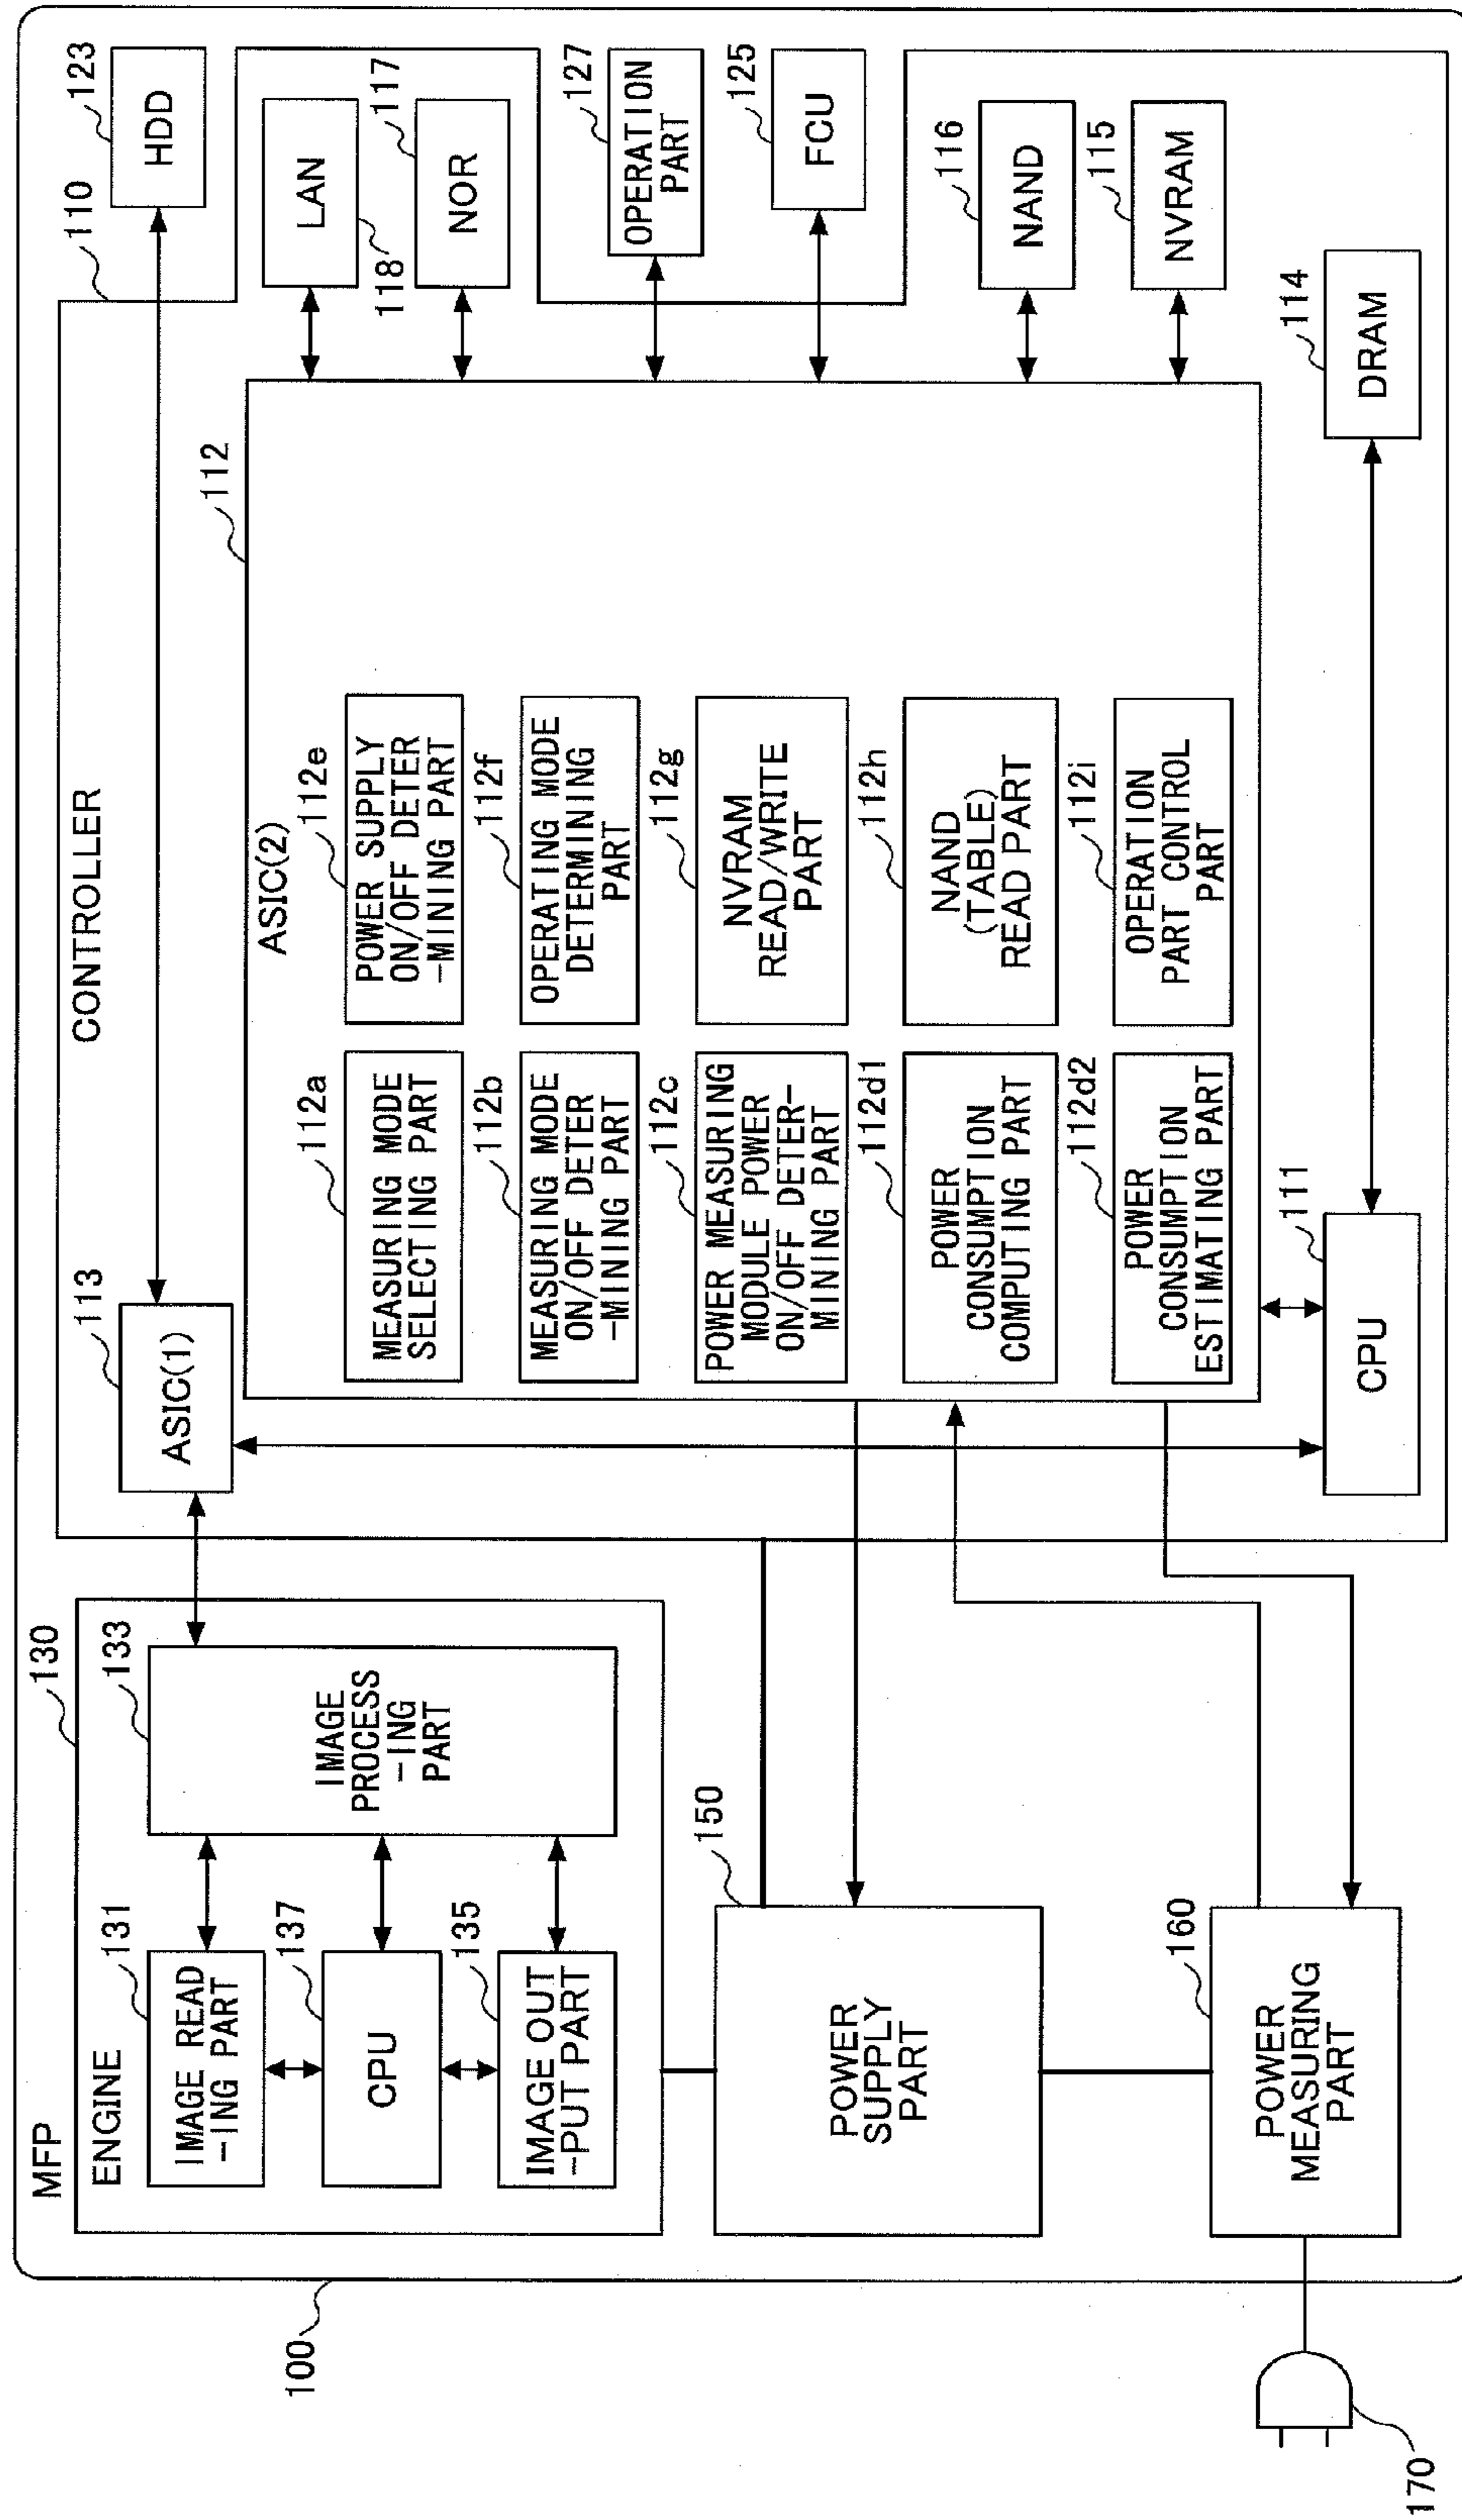 100
MFP
130
ENGINE
131
IMAGE READ
-ING PART
137
CPU
135
IMAGE OUT
-PUT PART
133
IMAGE
PROCESS
-ING
PART
150
POWER
SUPPLY
PART
160
POWER
MEASURING
PART
170
CONTROLLER
110
113
ASIC(1)
123
HDD
112
ASIC(2)
112a
MEASURING MODE
SELECTING PART
112b
MEASURING MODE
ON/OFF DETER
-MINING PART
112c
POWER MEASURING
MODULE POWER
ON/OFF DETER-
MINING PART
112d1
POWER
CONSUMPTION
COMPUTING PART
112d2
POWER
CONSUMPTION
ESTIMATING PART
112e
POWER SUPPLY
ON/OFF DETER
-MINING PART
112f
OPERATING MODE
DETERMINING
PART
112g
NVRAM
READ/WRITE
PART
112h
NAND
(TABLE)
READ PART
112i
OPERATION
PART CONTROL
PART
111
CPU
114
DRAM
LAN
118
117
NOR
127
OPERATION
PART
125
FCU
116
NAND
115
NVRAM